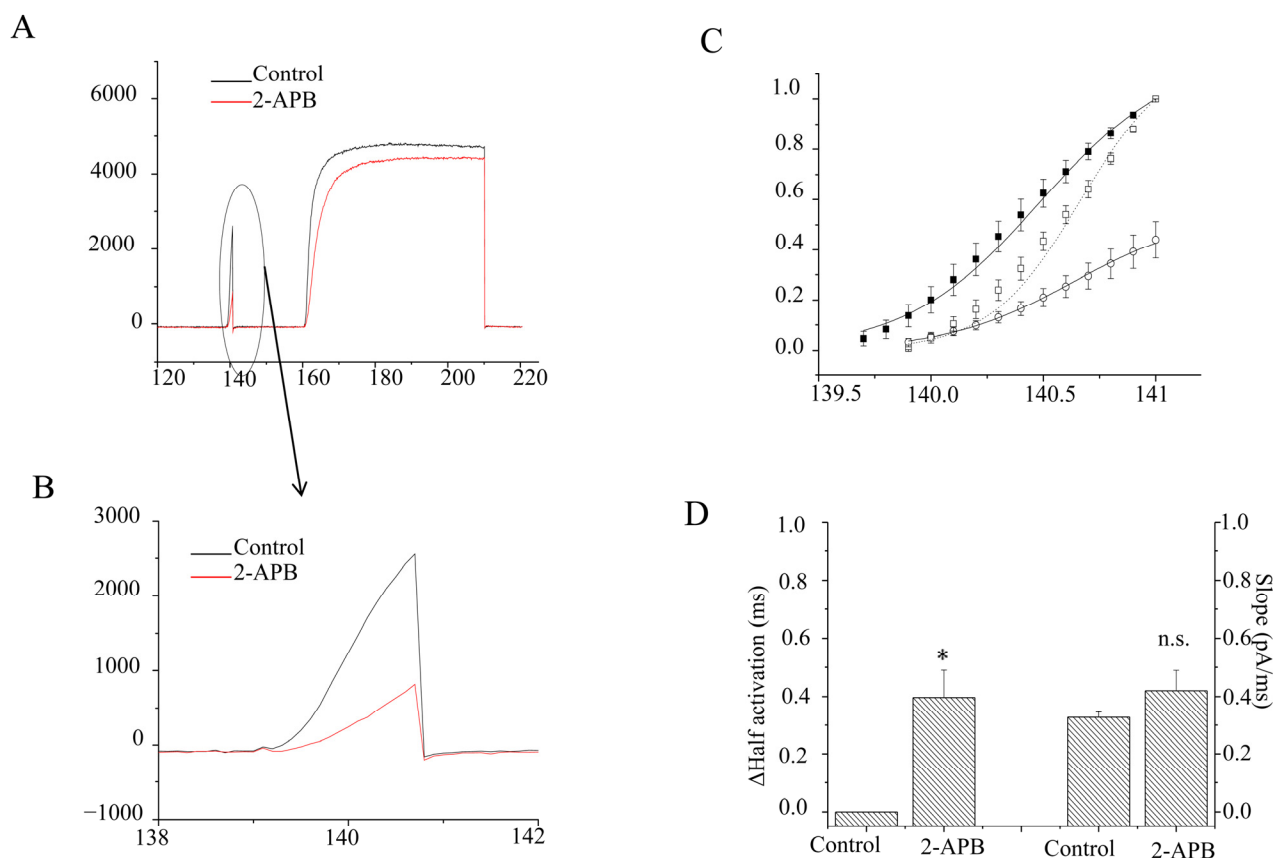 A
Control
2-APB
6000
4000
2000
0
120 140 160 180 200 220
C
1.0
0.8
0.6
0.4
0.2
0.0
139.5 140.0 140.5 141
B
3000
Control
2-APB
2000
1000
0
−1000
138 140 142
D
ΔHalf activation (ms)
1.0
0.8
0.6
0.4
0.2
0.0
*
n.s.
1.0
0.8
0.6
0.4
0.2
0.0
Slope (pA/ms)
Control 2-APB Control 2-APB